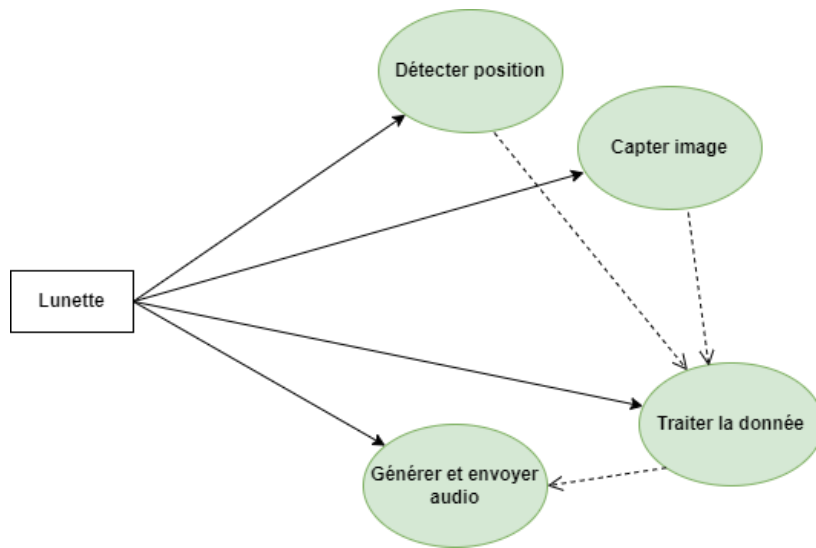 Détecter position
Capter image
Lunette
Traiter la donnée
Générer et envoyer
audio